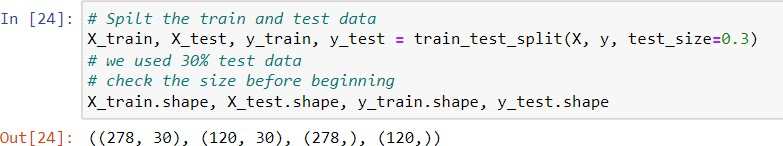 In [24]: # Spilt the train and test data
X_train, X_test, y_train, y_test = train_test_split(X, y, test_size=0.3)
# we used 30% test data
# check the size before beginning
X_train.shape, X_test.shape, y_train.shape, y_test.shape
Out[24]: ((278, 30), (120, 30), (278,), (120,))